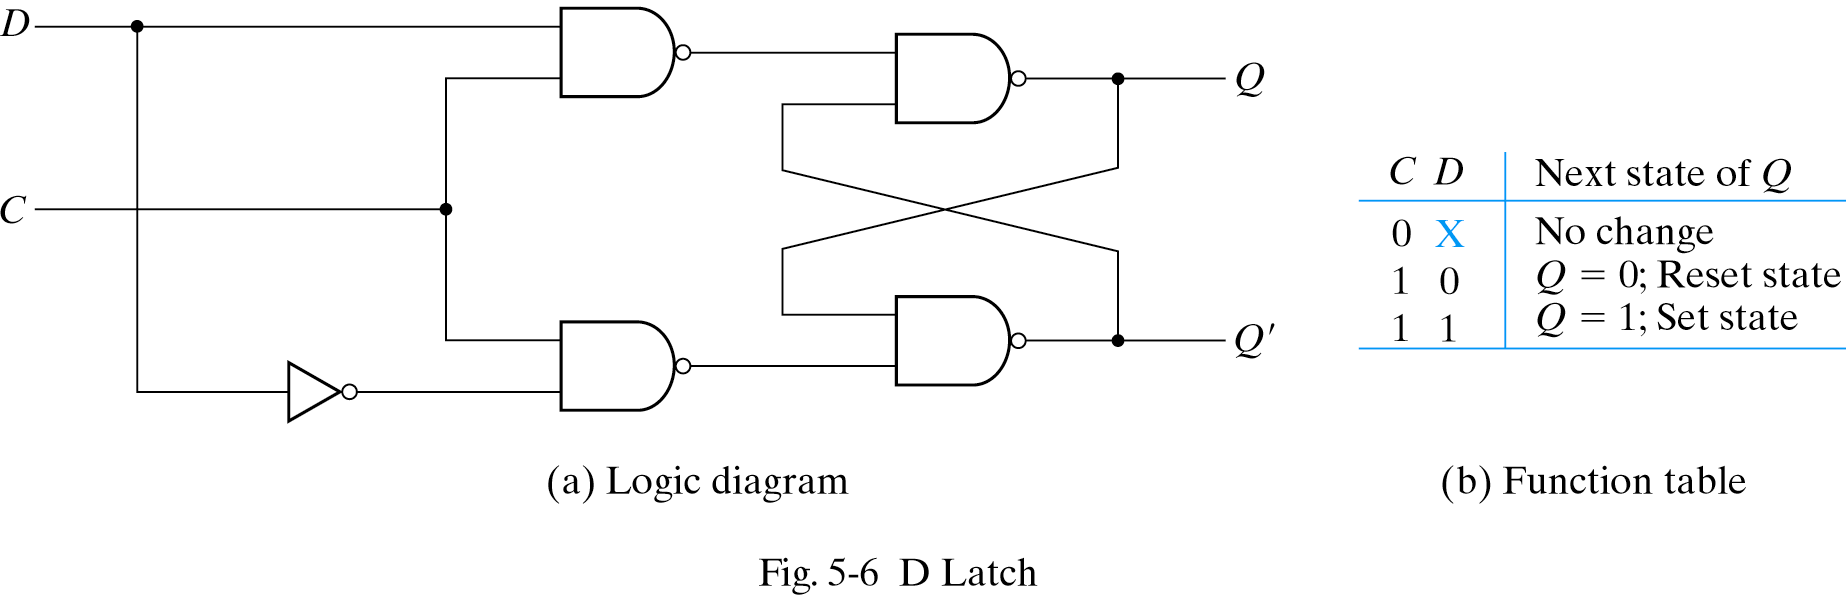 D
C
Q
Q′
C D Next state of Q
0 X No change
1 0 Q = 0; Reset state
1 1 Q = 1; Set state
(a) Logic diagram
(b) Function table
Fig. 5-6 D Latch